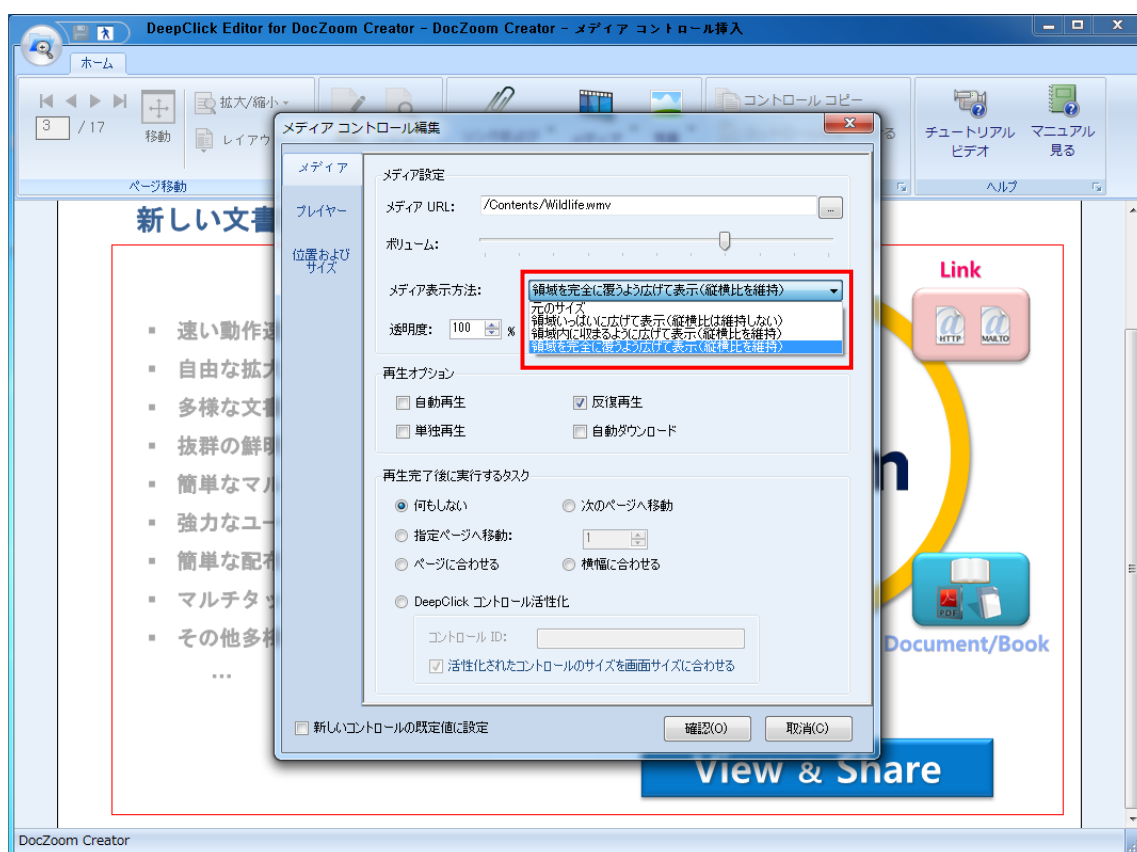 DeepClick Editor for DocZoom Creator - DocZoom Creator - メディア コントロール挿入
ホーム
拡大/縮小
コントロール コピー
3 / 17
移動
レイアウ
る
チュートリアル
ビデオ
マニュアル
見る
ページ移動
ヘルプ
新しい文書
速い動作速
自由な拡大
多様な文書
抜群の鮮明
簡単なマル
強力なユー
簡単な配布
マルチタッ
その他多様
...
メディア コントロール編集
メディア
プレイヤー
位置および
サイズ
メディア設定
メディア URL: /Contents/Wildlife.wmv ...
ボリューム:
メディア表示方法: 領域を完全に覆うよう広げて表示(縦横比を維持)
元のサイズ
領域いっぱいに広げて表示(縦横比は維持しない)
領域内に収まるように広げて表示(縦横比を維持)
領域を完全に覆うよう広げて表示(縦横比を維持)
透明度: 100 %
再生オプション
自動再生 反復再生
単独再生 自動ダウンロード
再生完了後に実行するタスク
何もしない 次のページへ移動
指定ページへ移動: 1
ページに合わせる 横幅に合わせる
DeepClick コントロール活性化
コントロール ID:
活性化されたコントロールのサイズを画面サイズに合わせる
新しいコントロールの既定値に設定
確認(O) 取消(C)
Link
HTTP MAILTO
n
PDF
Document/Book
View & Share
DocZoom Creator